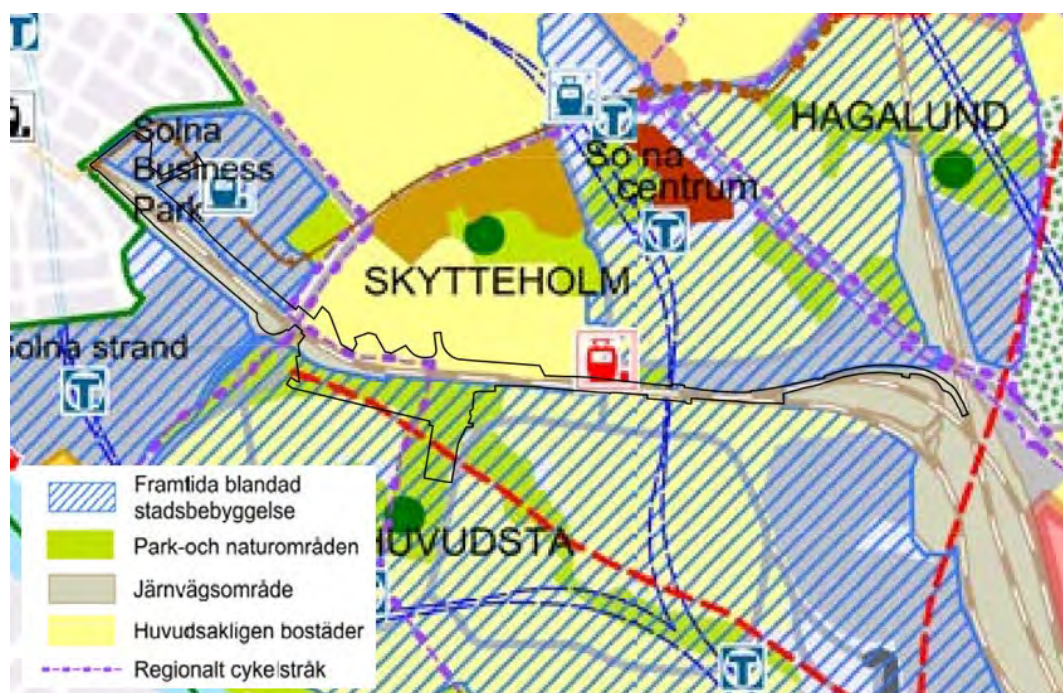 HAGALUND
Solna
Business
Park
Solna
centrum
SKYTTEHOLM
Solna strand
HUVUDSTA
Framtida blandad
stadsbebyggelse
Park-och naturområden
Järnvägsområde
Huvudsakligen bostäder
Regionalt cykelstråk
T
T
T
T
T